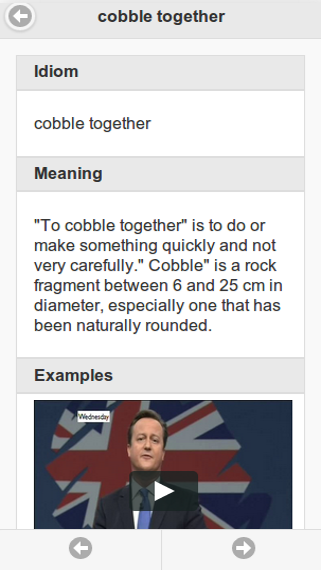 cobble together
Idiom
cobble together
Meaning
"To cobble together" is to do or
make something quickly and not
very carefully." Cobble" is a rock
fragment between 6 and 25 cm in
diameter, especially one that has
been naturally rounded.
Examples
Wednesday